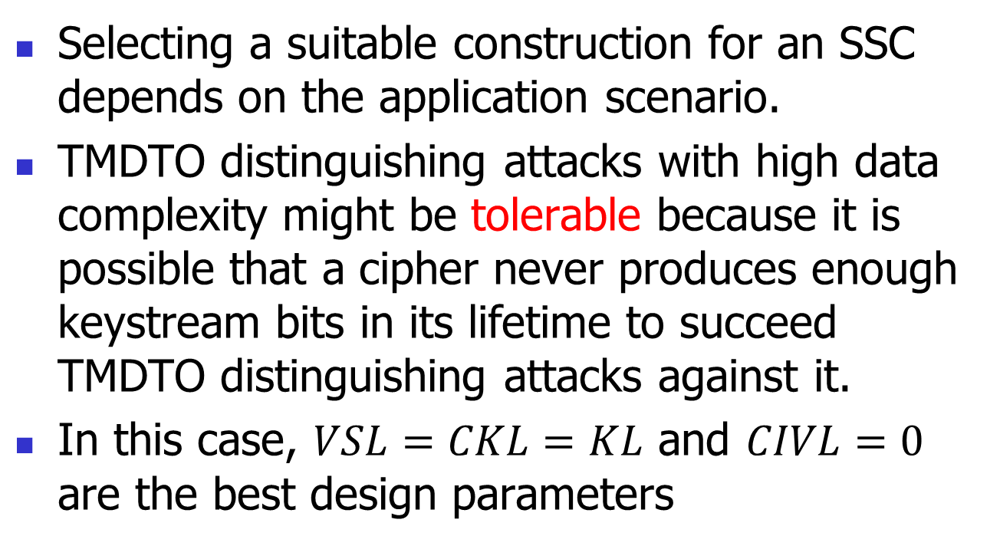 Selecting a suitable construction for an SSC
depends on the application scenario.
TMDTO distinguishing attacks with high data
complexity might be tolerable because it is
possible that a cipher never produces enough
keystream bits in its lifetime to succeed
TMDTO distinguishing attacks against it.
In this case, VSL = CKL = KL and CIVL = 0
are the best design parameters